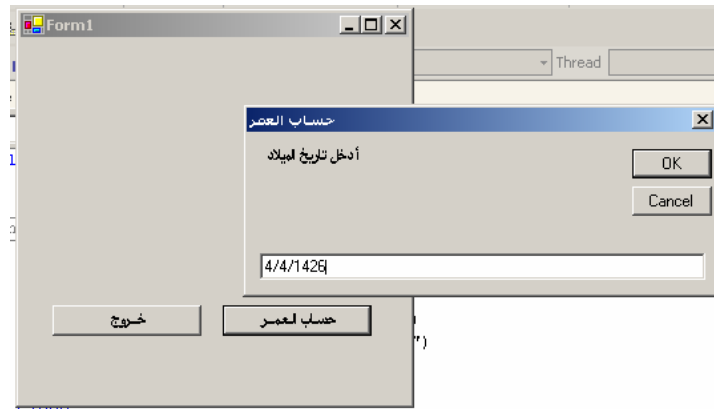 Form1
Thread
حساب العمر
أدخل تاريخ الميلاد
OK
Cancel
4/4/1426
خروج
حساب العمر
")